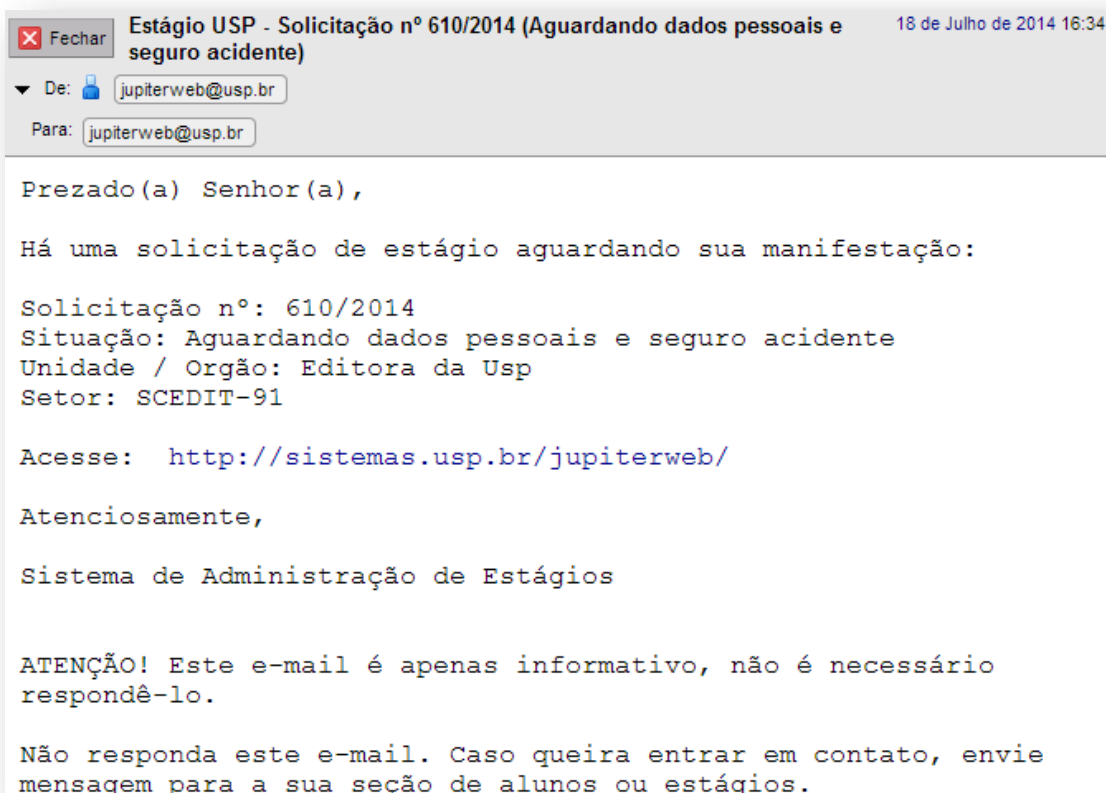 Fechar
Estágio USP - Solicitação nº 610/2014 (Aguardando dados pessoais e
seguro acidente)
18 de Julho de 2014 16:34
De: jupiterweb@usp.br
Para: jupiterweb@usp.br
Prezado(a) Senhor(a),
Há uma solicitação de estágio aguardando sua manifestação:
Solicitação nº: 610/2014
Situação: Aguardando dados pessoais e seguro acidente
Unidade / Orgão: Editora da Usp
Setor: SCEDIT-91
Acesse: http://sistemas.usp.br/jupiterweb/
Atenciosamente,
Sistema de Administração de Estágios
ATENÇÃO! Este e-mail é apenas informativo, não é necessário
respondê-lo.
Não responda este e-mail. Caso queira entrar em contato, envie
mensagem para a sua seção de alunos ou estágios.